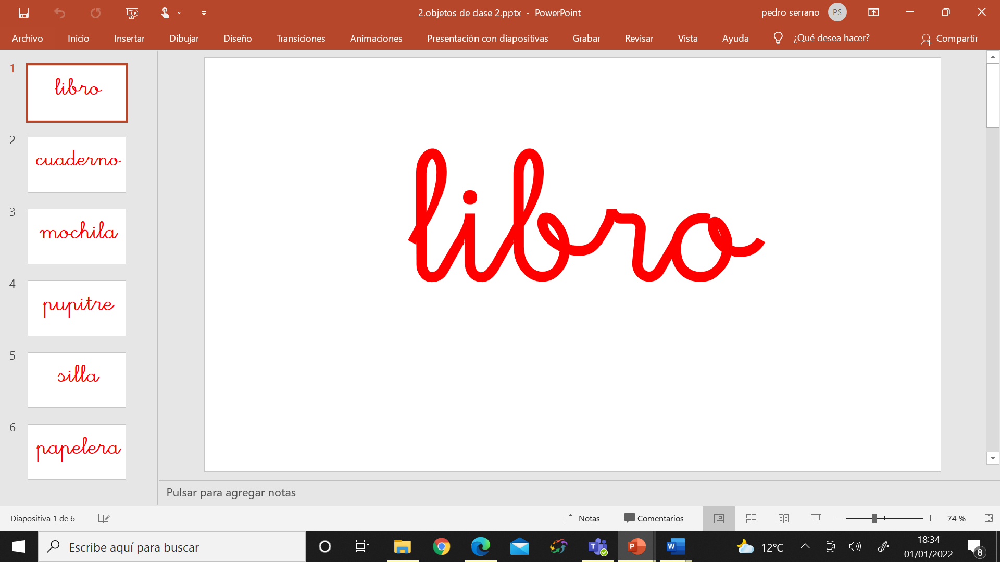 2.objetos de clase 2.pptx - PowerPoint
pedro serrano
PS
Archivo Inicio Insertar Dibujar Diseño Transiciones Animaciones Presentación con diapositivas Grabar Revisar Vista Ayuda ¿Qué desea hacer? Compartir
1
libro
2
cuaderno
3
mochila
4
pupitre
5
silla
6
papelera
libro
Pulsar para agregar notas
Diapositiva 1 de 6 Notas Comentarios 74 %
Escribe aquí para buscar
12°C
18:34
01/01/2022
8